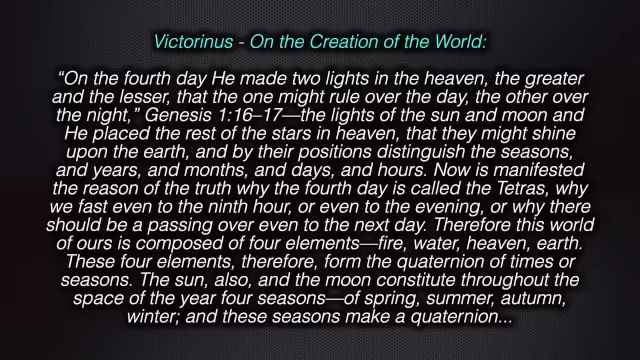 Victorinus - On the Creation of the World:
“On the fourth day He made two lights in the heaven, the greater
and the lesser, that the one might rule over the day, the other over
the night,” Genesis 1:16–17—the lights of the sun and moon and
He placed the rest of the stars in heaven, that they might shine
upon the earth, and by their positions distinguish the seasons,
and years, and months, and days, and hours. Now is manifested
the reason of the truth why the fourth day is called the Tetras, why
we fast even to the ninth hour, or even to the evening, or why there
should be a passing over even to the next day. Therefore this world
of ours is composed of four elements—fire, water, heaven, earth.
These four elements, therefore, form the quaternion of times or
seasons. The sun, also, and the moon constitute throughout the
space of the year four seasons—of spring, summer, autumn,
winter; and these seasons make a quaternion...